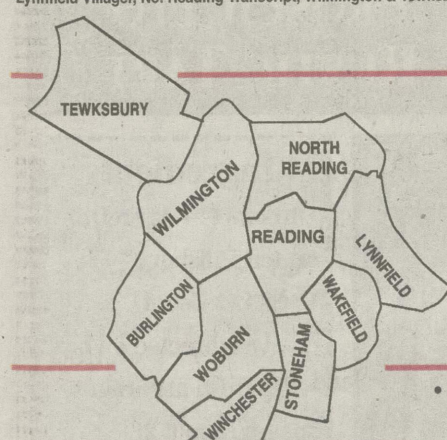 Lynnfield Villager, No. Reading Transcript, Wilmington &
TEWKSBURY
NORTH
READING
WILMINGTON
READING
LYNNFIELD
BURLINGTON
WAKEFIELD
WOBURN
STONEHAM
WINCHESTER